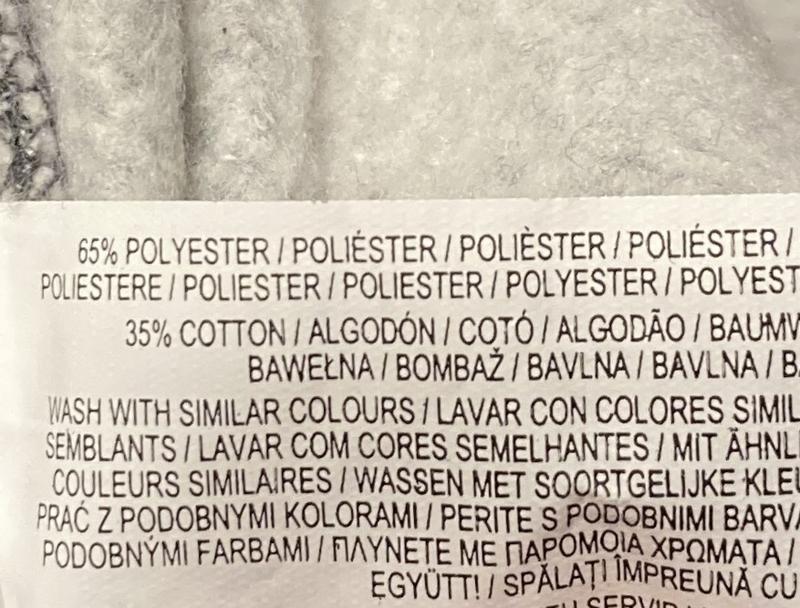 65% POLYESTER / POLIÉSTER / POLIÈSTER / POLIÉSTER /
POLIESTERE / POLIESTER / POLIESTER / POLYESTER / POLYEST
35% COTTON / ALGODÓN / COTÓ / ALGODÃO / BAUMW
BAWEŁNA / BOMBAŽ / BAVLNA / BAVLNA / B
WASH WITH SIMILAR COLOURS / LAVAR CON COLORES SIMIL
SEMBLANTS / LAVAR COM CORES SEMELHANTES / MIT ÄHNLI
COULEURS SIMILAIRES / WASSEN MET SOORTGELIJKE KLEU
PRAĆ Z PODOBNYMI KOLORAMI / PERITE S PODOBNIMI BARVA
PODOBNÝMI FARBAMI / ΠΛΥΝΕΤΕ ΜΕ ΠΑΡΟΜΟΙΑ ΧΡΩΜΑΤΑ /
EGYÜTT! / SPĂLAȚI ÎMPREUNĂ CU